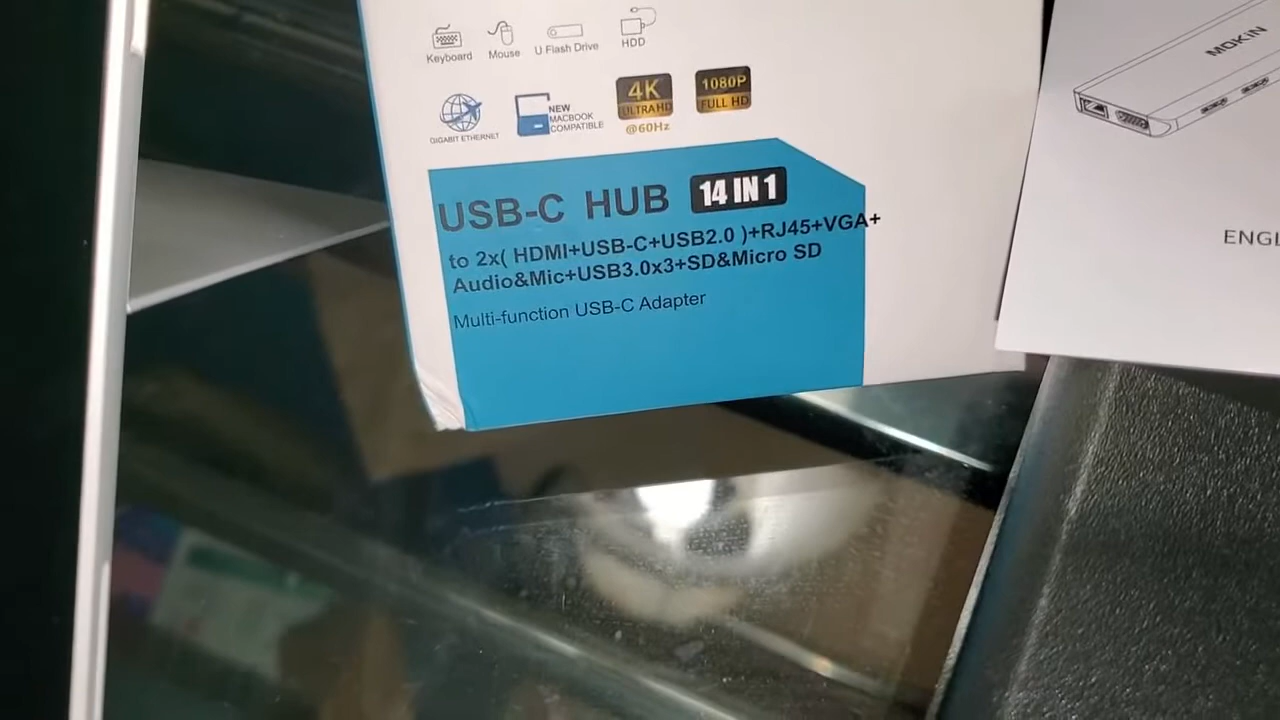 Keyboard Mouse U Flash Drive HDD
GIGABIT ETHERNET
NEW
MACBOOK
COMPATIBLE
4K
ULTRA HD
@60Hz
1080P
FULL HD
USB-C HUB 14 IN 1
to 2x( HDMI+USB-C+USB2.0 )+RJ45+VGA+
Audio&Mic+USB3.0x3+SD&Micro SD
Multi-function USB-C Adapter
MOKiN
ENGL